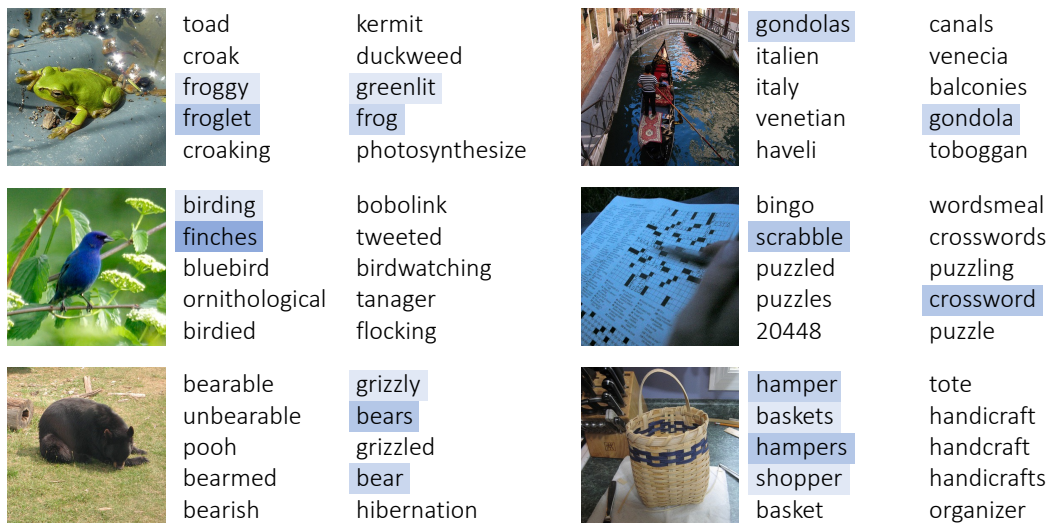 toad
croak
froggy
froglet
croaking
kermit
duckweed
greenlit
frog
photosynthesize
gondolas
italien
italy
venetian
haveli
canals
venecia
balconies
gondola
toboggan
birding
finches
bluebird
ornithological
birdied
bobolink
tweeted
birdwatching
tanager
flocking
bingo
scrabble
puzzled
puzzles
20448
wordsmeal
crosswords
puzzling
crossword
puzzle
bearable
unbearable
pooh
bearmed
bearish
grizzly
bears
grizzled
bear
hibernation
hamper
baskets
hampers
shopper
basket
tote
handicraft
handcraft
handicrafts
organizer